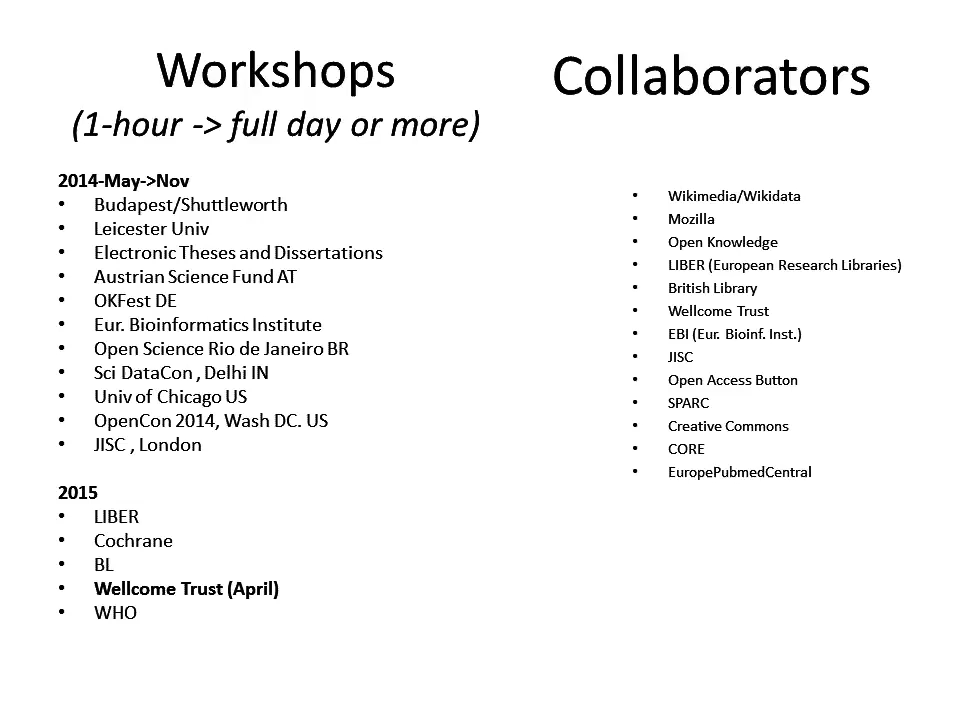 Workshops
(1-hour -> full day or more)
2014-May->Nov
• Budapest/Shuttleworth
• Leicester Univ
• Electronic Theses and Dissertations
• Austrian Science Fund AT
• OKFest DE
• Eur. Bioinformatics Institute
• Open Science Rio de Janeiro BR
• Sci DataCon , Delhi IN
• Univ of Chicago US
• OpenCon 2014, Wash DC. US
• JISC , London
2015
• LIBER
• Cochrane
• BL
• Wellcome Trust (April)
• WHO
Collaborators
• Wikimedia/Wikidata
• Mozilla
• Open Knowledge
• LIBER (European Research Libraries)
• British Library
• Wellcome Trust
• EBI (Eur. Bioinf. Inst.)
• JISC
• Open Access Button
• SPARC
• Creative Commons
• CORE
• EuropePubmedCentral